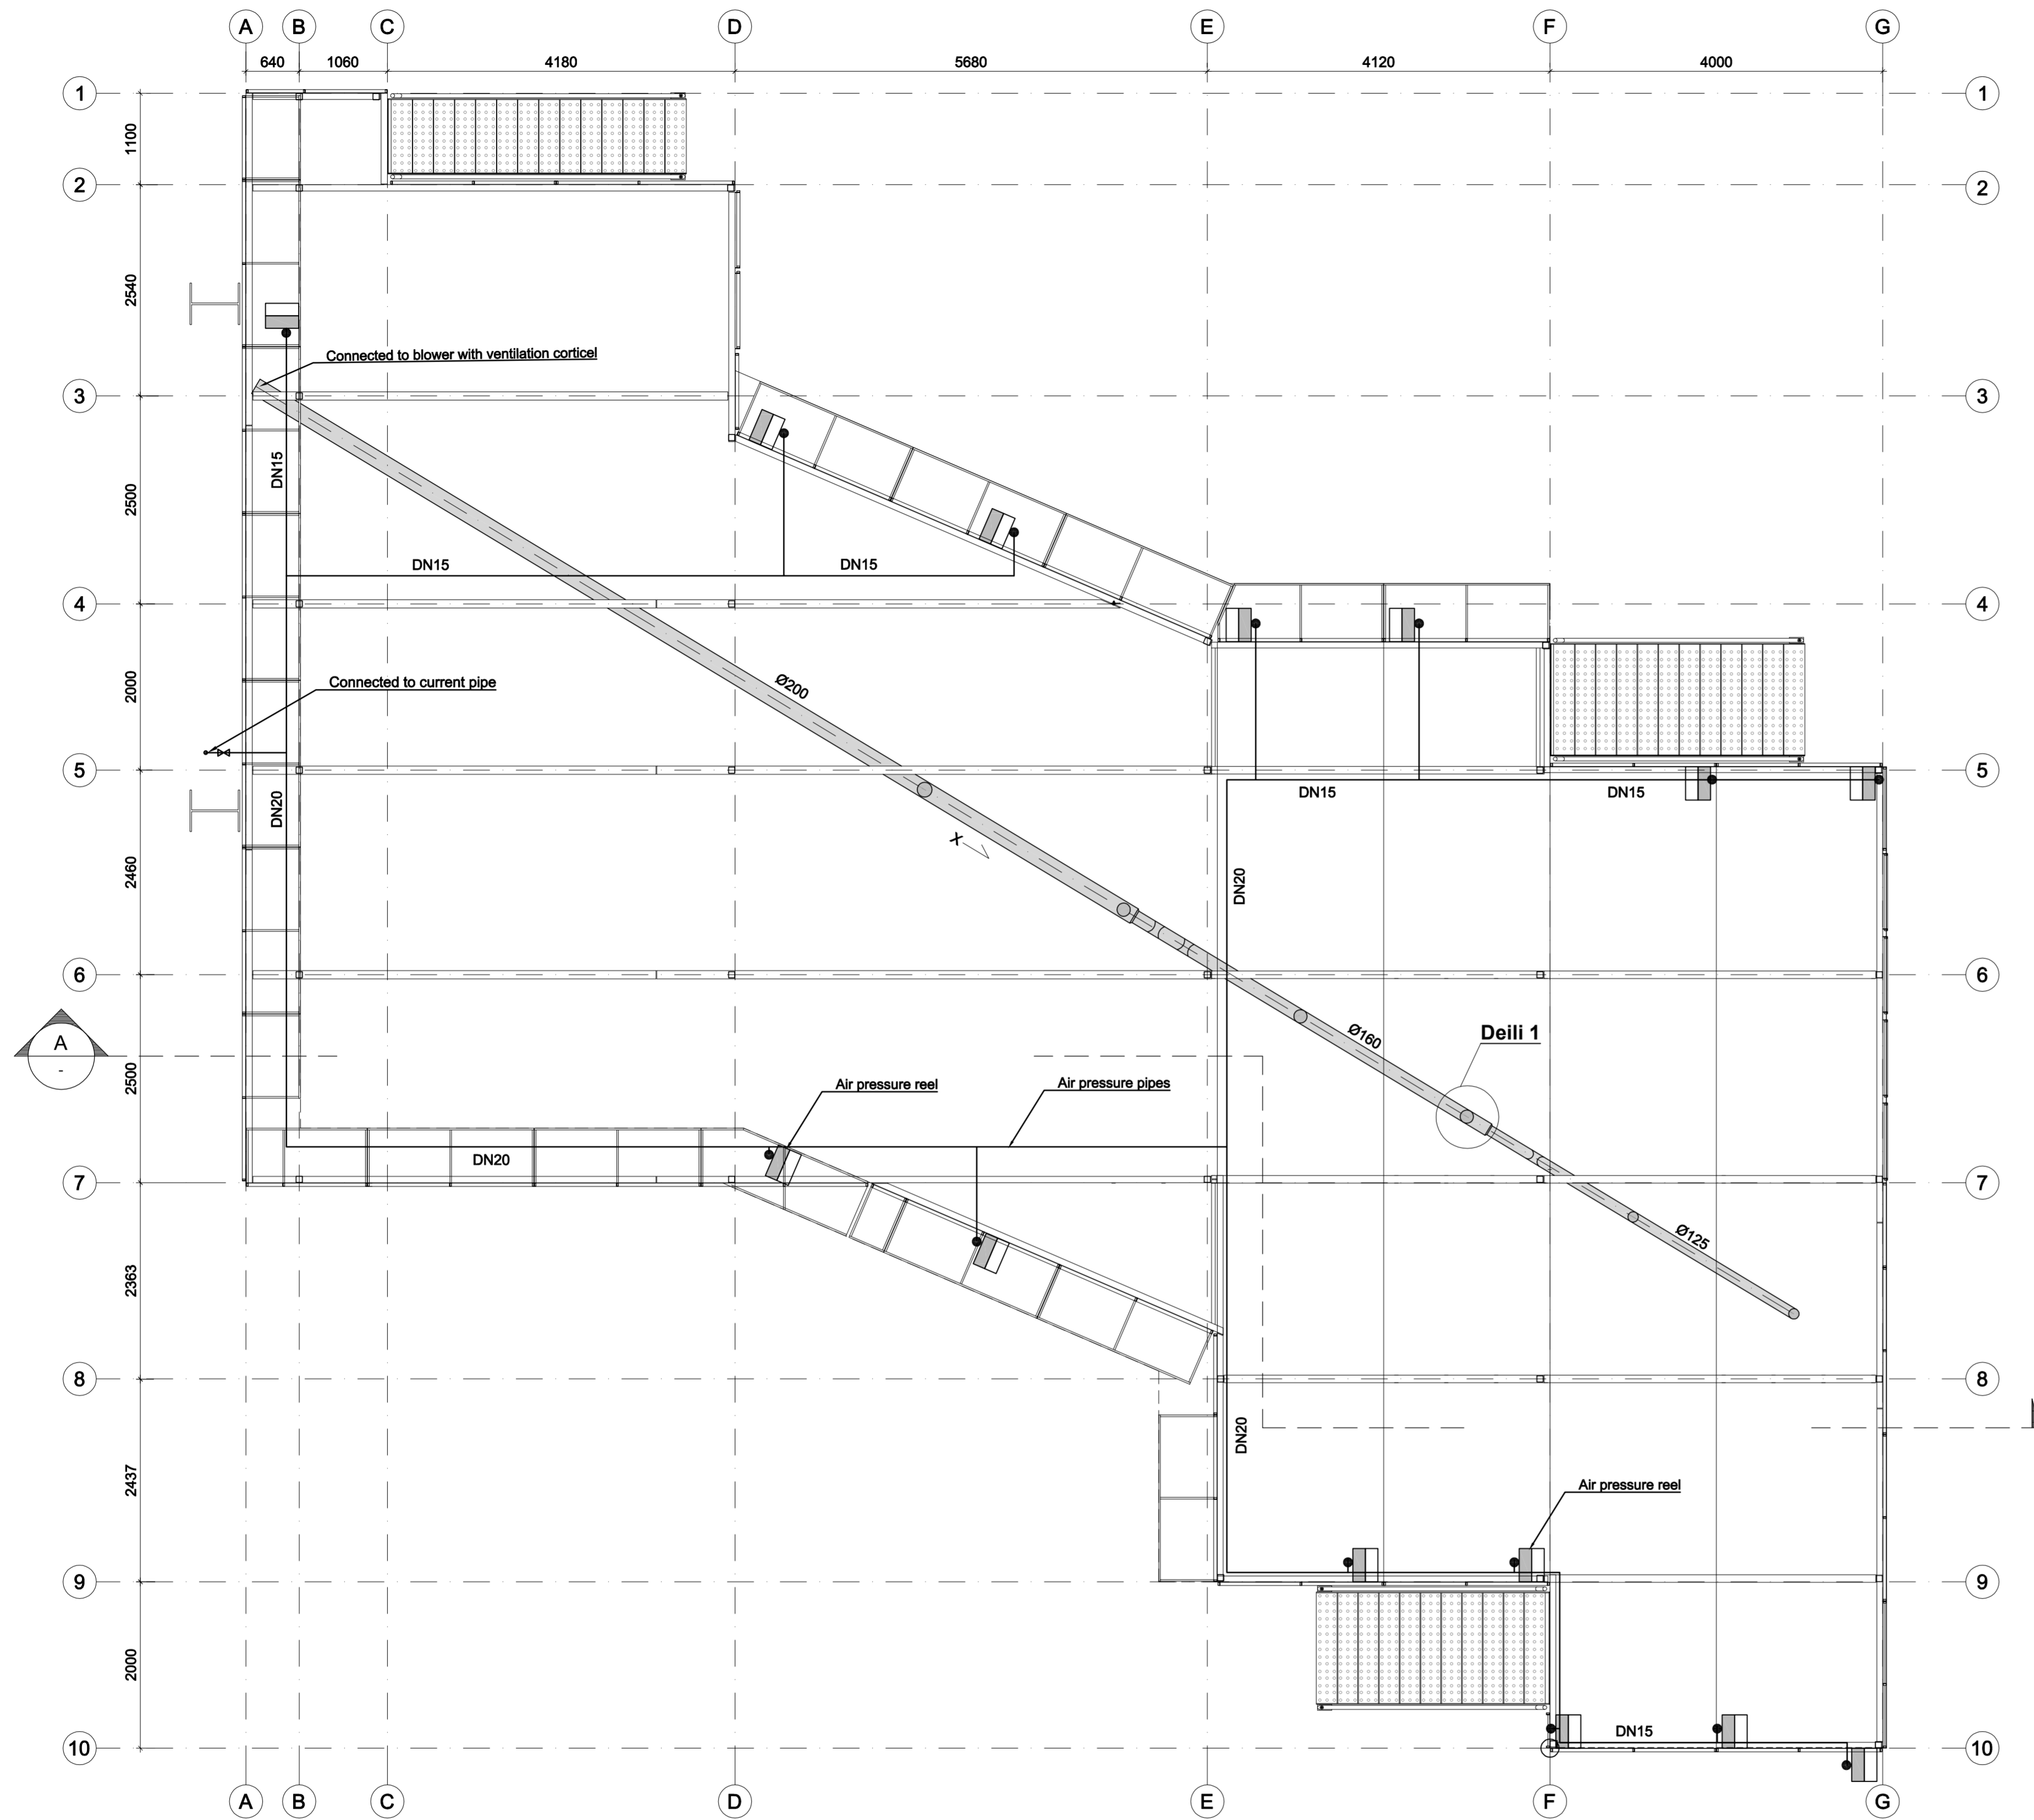 A B C D E F G
640 1060 4180 5680 4120 4000
1 1
1100
2 2
2540
Connected to blower with ventilation corticel
3 3
DN15
2500
DN15 DN15
4 4
2000
Connected to current pipe
Ø200
5 5
DN15 DN15
DN20
2460
X
DN20
6 6
Ø160
Deili 1
A
-
2500
Air pressure reel
Air pressure pipes
DN20
7 7
Ø125
2363
8 8
DN20
2437
Air pressure reel
9 9
2000
DN15
10 10
A B C D E F G